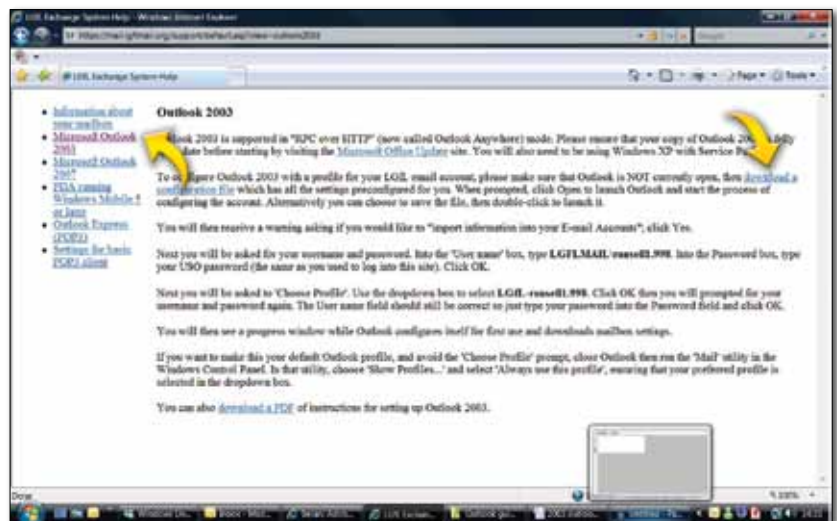 LGfL Exchange System Help - Windows Internet Explorer
LGfL Exchange System Help
Page
Tools
Information about
your mailbox
Microsoft Outlook
2003
Microsoft Outlook
2007
PDA running
Windows Mobile 5
or later
Outlook Express
(POP3)
Settings for basic
POP3 client
Outlook 2003
Outlook 2003 is supported in "RPC over HTTP" (now called Outlook Anywhere) mode. Please ensure that your copy of Outlook 2003 is fully
date before starting by visiting the Microsoft Office Update site. You will also need to be using Windows XP with Service
To configure Outlook 2003 with a profile for your LGfL email account, please make sure that Outlook is NOT currently open, then download a
configuration file which has all the settings preconfigured for you. When prompted, click Open to launch Outlook and start the process of
configuring the account. Alternatively you can choose to save the file, then double-click to launch it.
You will then receive a warning asking if you would like to "import information into your E-mail Accounts"; click Yes.
Next you will be asked for your username and password. Into the 'User name' box, type LGFLMAIL\russell1.998. Into the Password box, type
your USO password (the same as you used to log into this site). Click OK.
Next you will be asked to 'Choose Profile'. Use the dropdown box to select LGfL-russell1.998. Click OK then you will prompted for your
username and password again. The User name field should still be correct so just type your password into the Password field and click OK.
You will then see a progress window while Outlook configures itself for first use and downloads mailbox settings.
If you want to make this your default Outlook profile, and avoid the 'Choose Profile' prompt, close Outlook then run the 'Mail' utility in the
Windows Control Panel. In that utility, choose 'Show Profiles...' and select 'Always use this profile', ensuring that your preferred profile is
selected in the dropdown box.
You can also download a PDF of instructions for setting up Outlook 2003.
Done
100%